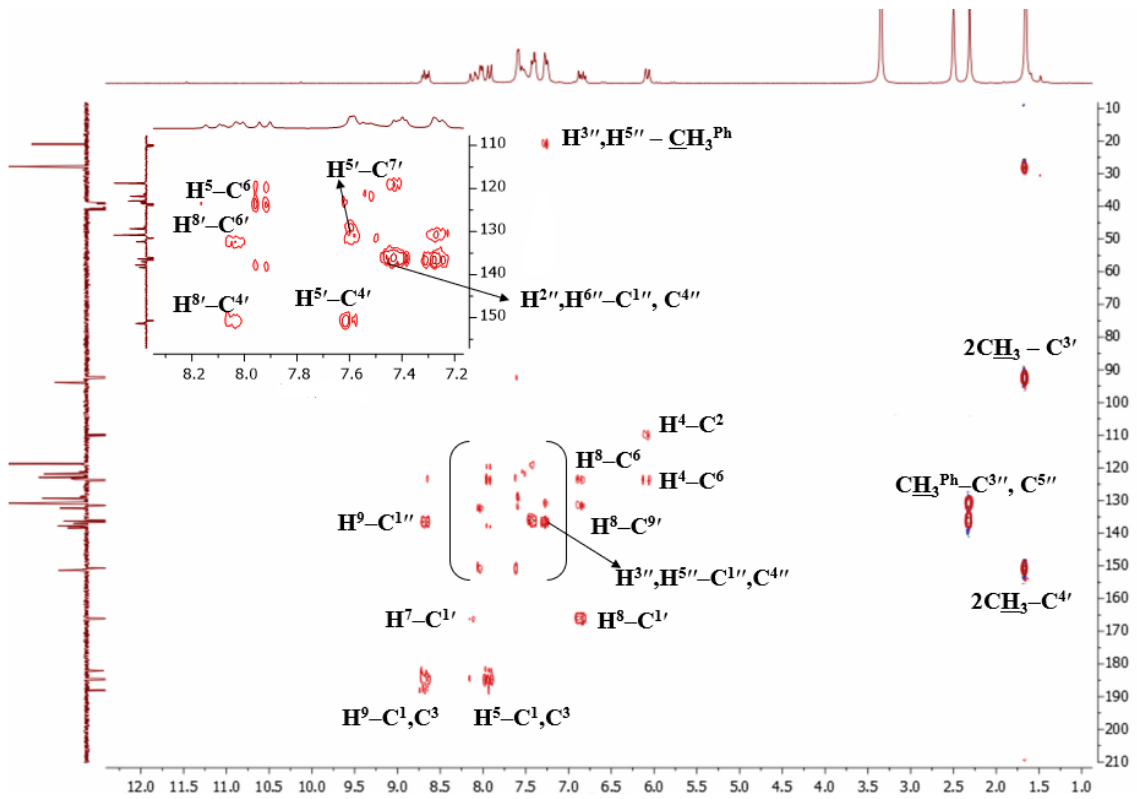 H3'',H5'' – CH3Ph
110
120
130
140
150
H5'–C7'
H5–C6
H8'–C6'
H8'–C4'
H5'–C4'
8.2 8.0 7.8 7.6 7.4 7.2
H2'',H6''–C1'', C4''
2CH3 – C3'
H4–C2
H8–C6
H4–C6
CH3Ph–C3'', C5''
H9–C1''
H8–C9'
H3'',H5''–C1'',C4''
2CH3–C4'
H7–C1'
H8–C1'
H9–C1,C3
H5–C1,C3
10
20
30
40
50
60
70
80
90
100
110
120
130
140
150
160
170
180
190
200
210
12.0 11.5 11.0 10.5 10.0 9.5 9.0 8.5 8.0 7.5 7.0 6.5 6.0 5.5 5.0 4.5 4.0 3.5 3.0 2.5 2.0 1.5 1.0